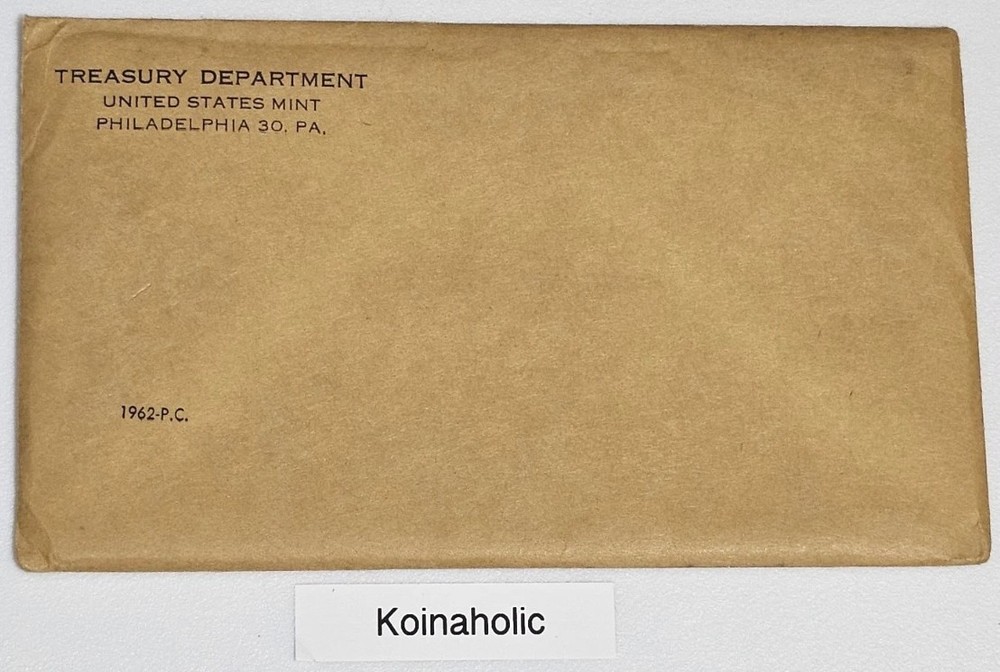 TREASURY DEPARTMENT
UNITED STATES MINT
PHILADELPHIA 30, PA.
1962-P.C.
Koinaholic